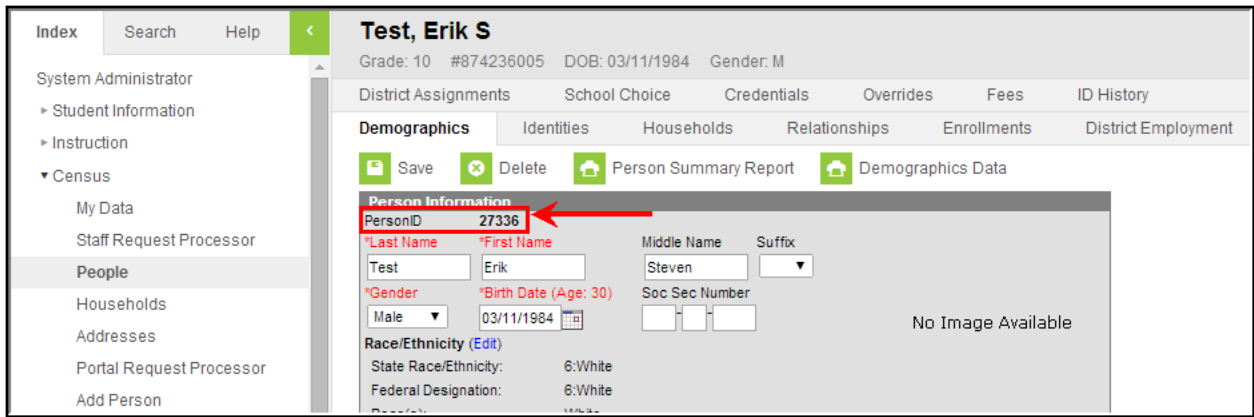 Index Search Help
System Administrator
Student Information
Instruction
Census
My Data
Staff Request Processor
People
Households
Addresses
Portal Request Processor
Add Person
Test, Erik S
Grade: 10 #874236005 DOB: 03/11/1984 Gender: M
District Assignments School Choice Credentials Overrides Fees ID History
Demographics Identities Households Relationships Enrollments District Employment
Save Delete Person Summary Report Demographics Data
Person Information
PersonID 27336
*Last Name *First Name Middle Name Suffix
Test Erik Steven
*Gender *Birth Date (Age: 30) Soc Sec Number
Male 03/11/1984 - -
No Image Available
Race/Ethnicity (Edit)
State Race/Ethnicity: 6:White
Federal Designation: 6:White